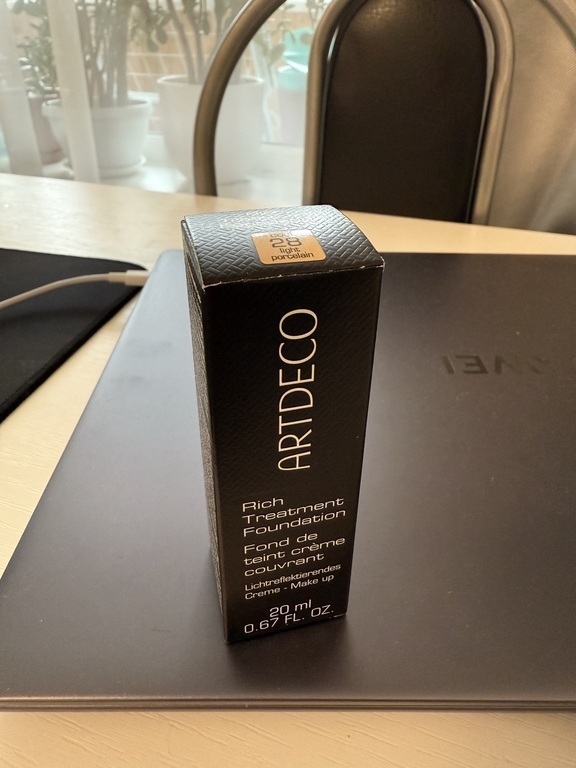 28
light
porcelain
ARTDECO
Rich
Treatment
Foundation
Fond de
teint crème
couvrant
Lichtreflektierendes
Creme - Make up
20 ml
0.67 FL. OZ.